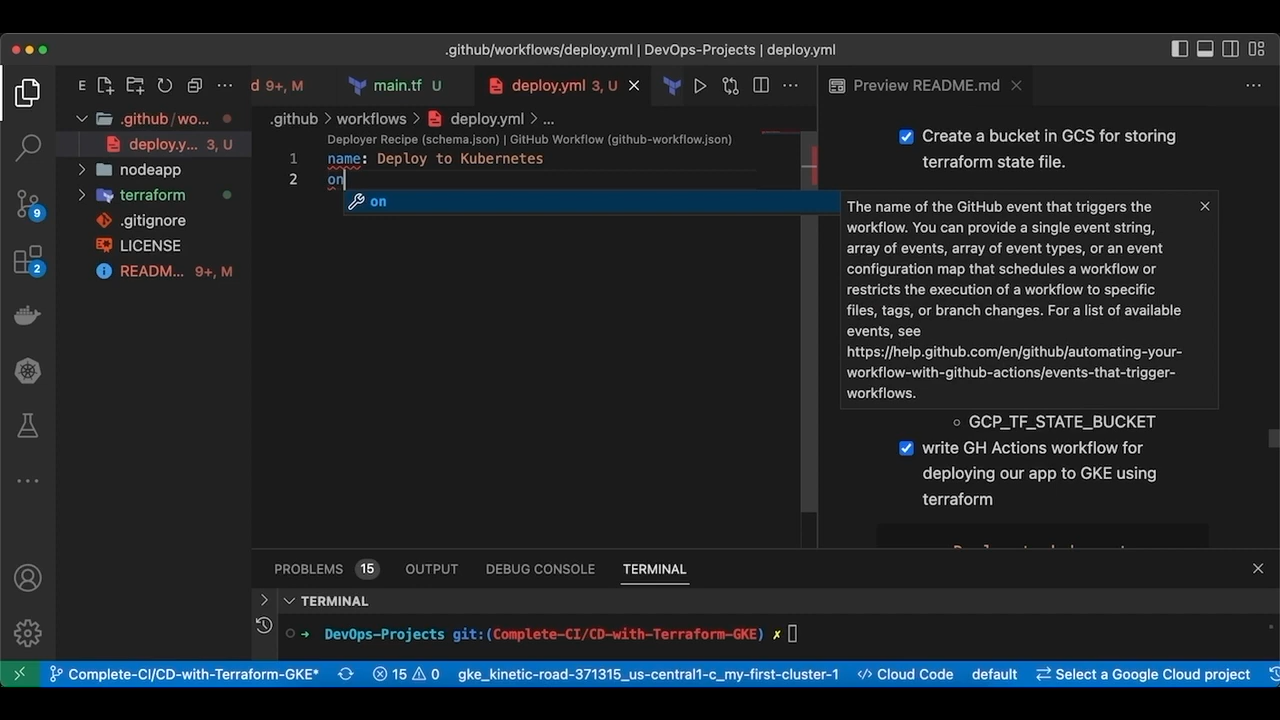 .github/workflows/deploy.yml | DevOps-Projects | deploy.yml
E
d 9+, M
main.tf U
deploy.yml 3, U
Preview README.md
.github/wo...
deploy.y... 3, U
nodeapp
terraform
.gitignore
LICENSE
READM... 9+, M
9
2
.github > workflows > deploy.yml > ...
Deployer Recipe (schema.json) | GitHub Workflow (github-workflow.json)
1 name: Deploy to Kubernetes
2 on
on
Create a bucket in GCS for storing
terraform state file.
The name of the GitHub event that triggers the
workflow. You can provide a single event string,
array of events, array of event types, or an event
configuration map that schedules a workflow or
restricts the execution of a workflow to specific
files, tags, or branch changes. For a list of available
events, see
https://help.github.com/en/github/automating-your-
workflow-with-github-actions/events-that-trigger-
workflows.
GCP_TF_STATE_BUCKET
write GH Actions workflow for
deploying our app to GKE using
terraform
PROBLEMS 15 OUTPUT DEBUG CONSOLE TERMINAL
TERMINAL
DevOps-Projects git:(Complete-CI/CD-with-Terraform-GKE) ✗
Complete-CI/CD-with-Terraform-GKE* 15 0 gke_kinetic-road-371315_us-central1-c_my-first-cluster-1 Cloud Code default Select a Google Cloud project